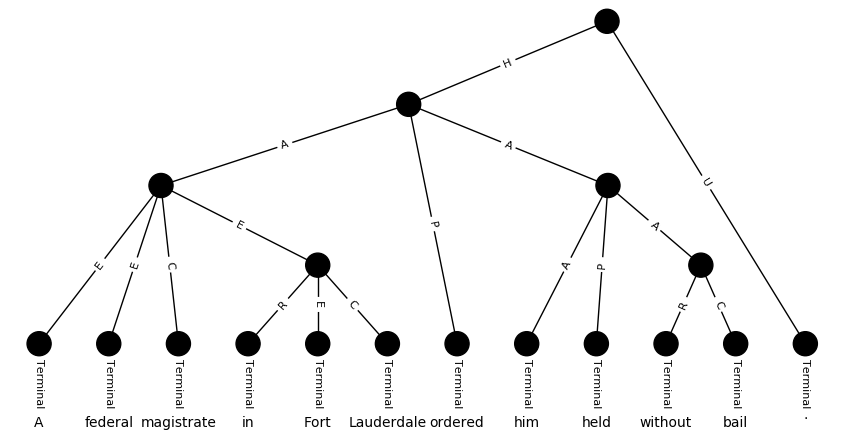 H
A A U
E P A
E E C R E C A P R C
Terminal Terminal Terminal Terminal Terminal Terminal Terminal Terminal Terminal Terminal Terminal Terminal
A federal magistrate in Fort Lauderdale ordered him held without bail .